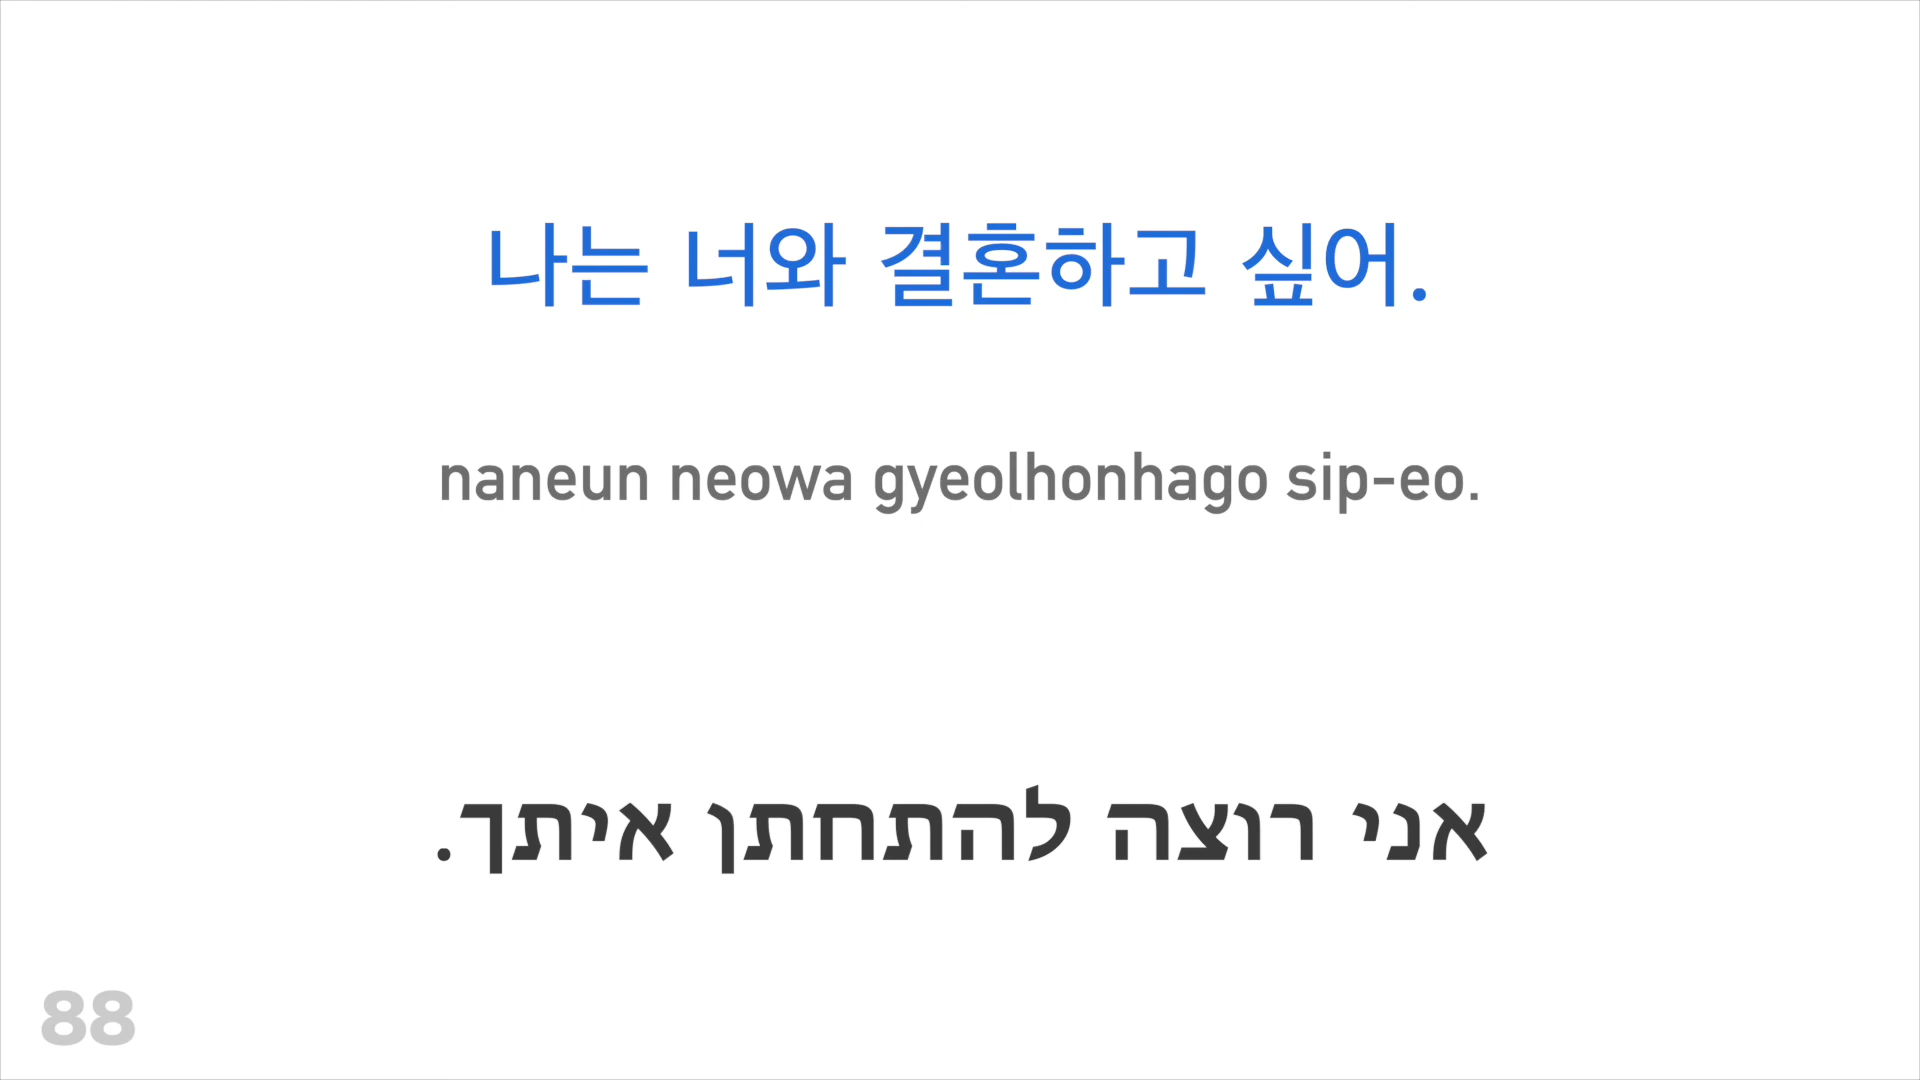 나는 너와 결혼하고 싶어.
naneun neowa gyeolhonhago sip-eo.
אני רוצה להתחתן איתך.
88